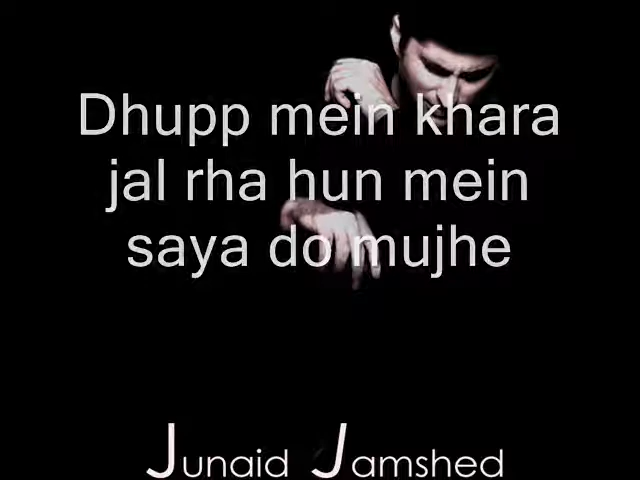 Dhupp mein khara
jal rha hun mein
saya do mujhe
Junaid Jamshed